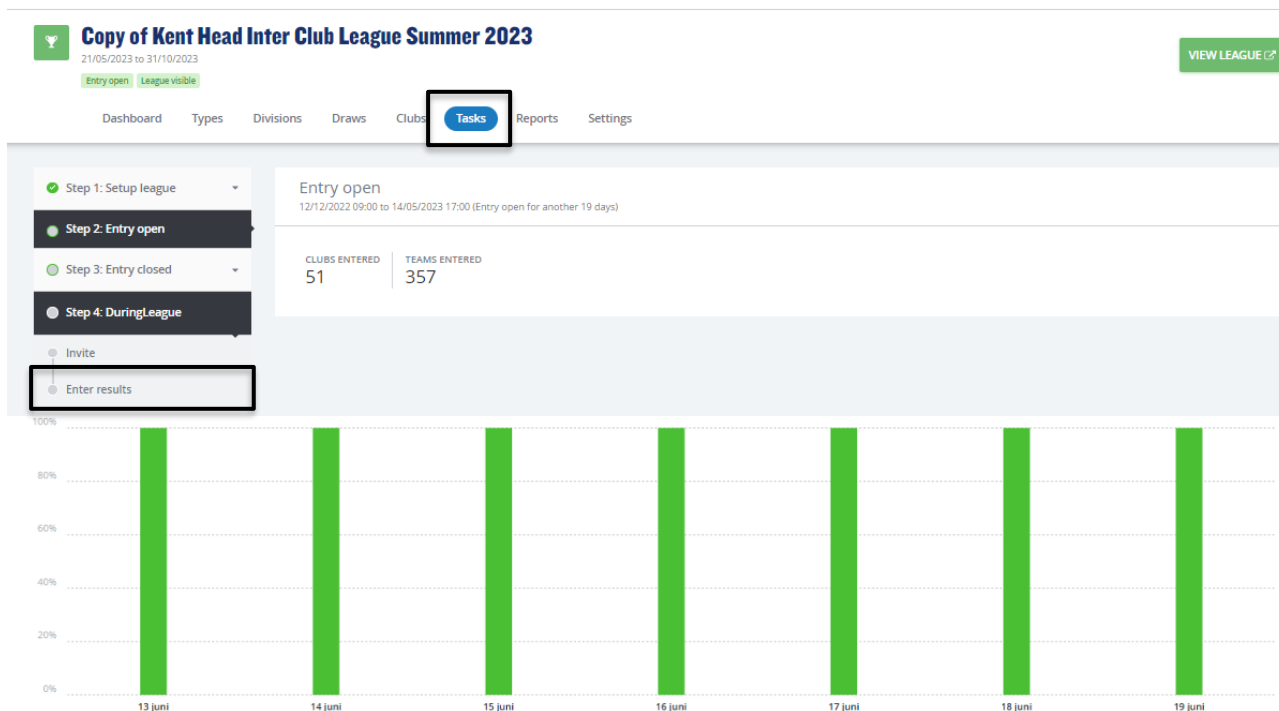 Copy of Kent Head Inter Club League Summer 2023
21/05/2023 to 31/10/2023
Entry open League visible
VIEW LEAGUE
Dashboard Types Divisions Draws Clubs Tasks Reports Settings
Step 1: Setup league
Step 2: Entry open
Step 3: Entry closed
Step 4: DuringLeague
Invite
Enter results
Entry open
12/12/2022 09:00 to 14/05/2023 17:00 (Entry open for another 19 days)
CLUBS ENTERED TEAMS ENTERED
51 357
100%
80%
60%
40%
20%
0%
13 juni 14 juni 15 juni 16 juni 17 juni 18 juni 19 juni